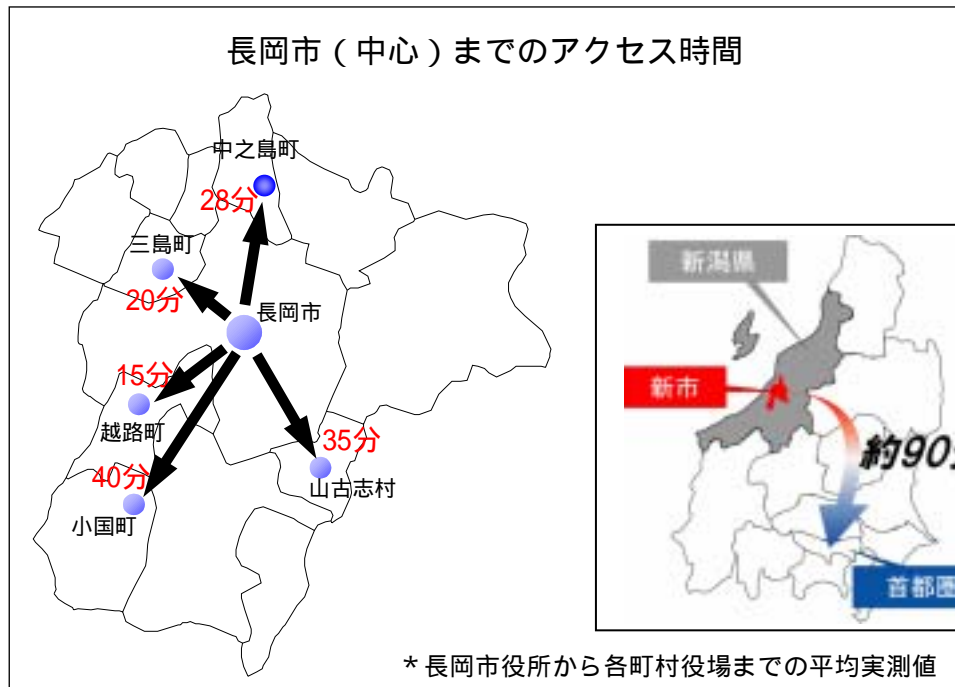 長岡市（中心）までのアクセス時間
中之島町
28分
三島町
20分
長岡市
15分
越路町
35分
山古志村
40分
小国町
新潟県
新市
約90
首都圏
*長岡市役所から各町村役場までの平均実測値